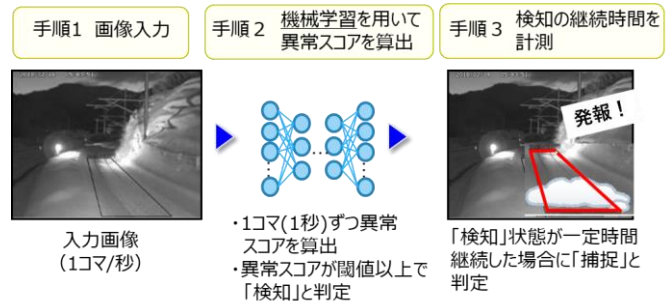 手順1 画像入力
手順２ 機械学習を用いて
異常スコアを算出
手順３ 検知の継続時間を
計測
発報！
入力画像
（1コマ/秒）
・1コマ(1秒)ずつ異常
スコアを算出
・異常スコアが閾値以上で
「検知」と判定
「検知」状態が一定時間
継続した場合に「捕捉」と
判定